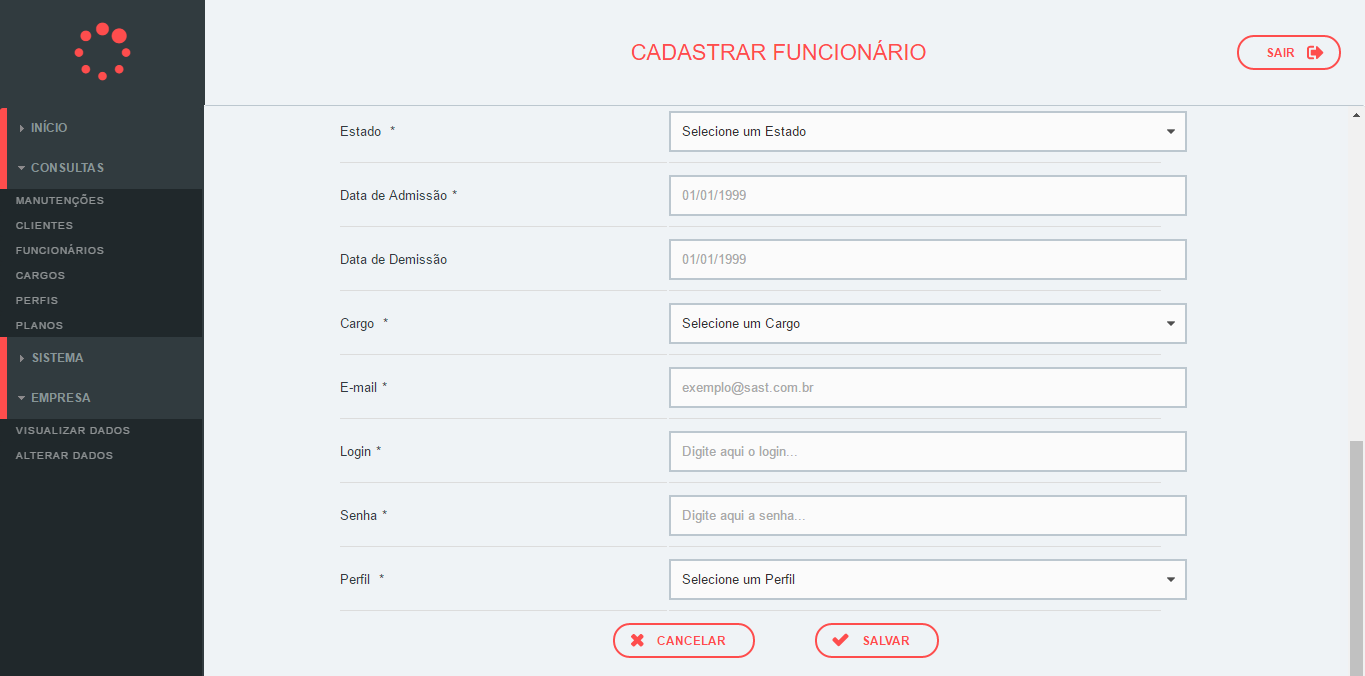 CADASTRAR FUNCIONÁRIO
SAIR
INÍCIO
CONSULTAS
MANUTENÇÕES
CLIENTES
FUNCIONÁRIOS
CARGOS
PERFIS
PLANOS
SISTEMA
EMPRESA
VISUALIZAR DADOS
ALTERAR DADOS
Estado * Selecione um Estado
Data de Admissão * 01/01/1999
Data de Demissão 01/01/1999
Cargo * Selecione um Cargo
E-mail * exemplo@sast.com.br
Login * Digite aqui o login...
Senha * Digite aqui a senha...
Perfil * Selecione um Perfil
CANCELAR SALVAR